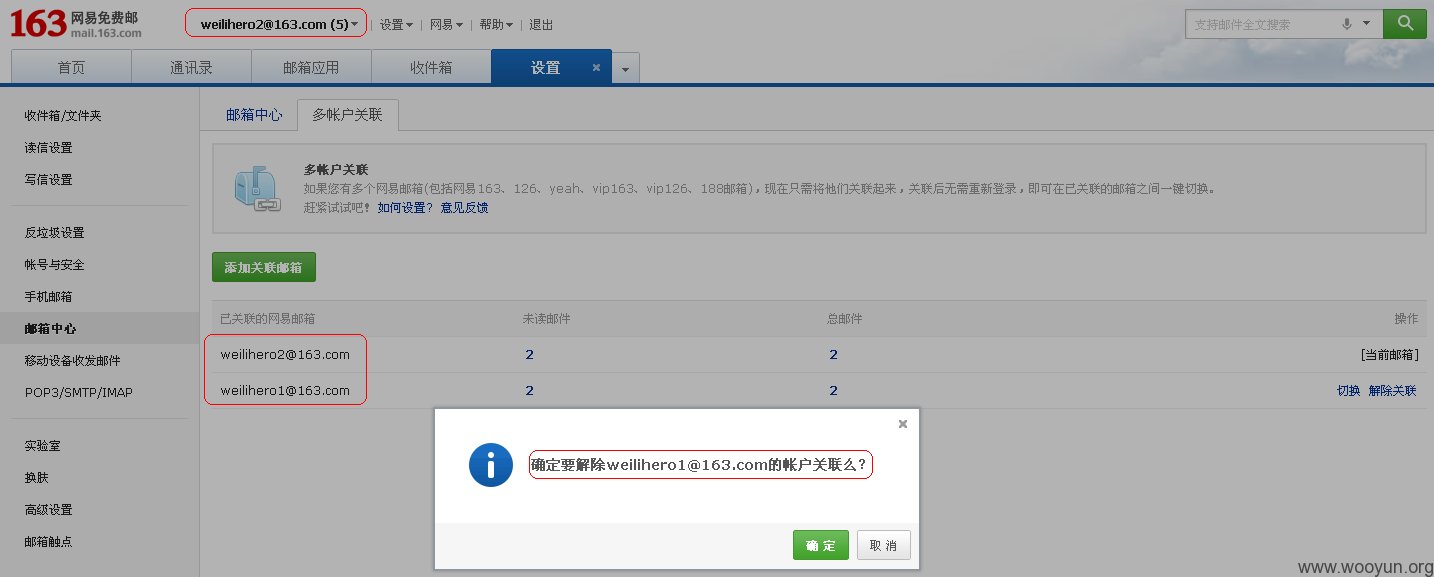 163 网易免费邮
mail.163.com
weilihero2@163.com (5) | 设置 | 网易 | 帮助 | 退出
支持邮件全文搜索
首页 通讯录 邮箱应用 收件箱 设置
收件箱/文件夹
读信设置
写信设置
反垃圾设置
帐号与安全
手机邮箱
邮箱中心
移动设备收发邮件
POP3/SMTP/IMAP
实验室
换肤
高级设置
邮箱触点
邮箱中心 多帐户关联
多帐户关联
如果您有多个网易邮箱(包括网易163、126、yeah、vip163、vip126、188邮箱)，现在只需将他们关联起来，关联后无需重新登录，即可在已关联的邮箱之间一键切换。
赶紧试试吧! 如何设置? 意见反馈
添加关联邮箱
已关联的网易邮箱 未读邮件 总邮件 操作
weilihero2@163.com 2 2 [当前邮箱]
weilihero1@163.com 2 2 切换 解除关联
确定要解除weilihero1@163.com的帐户关联么?
确 定 取 消
www.wooyun.org